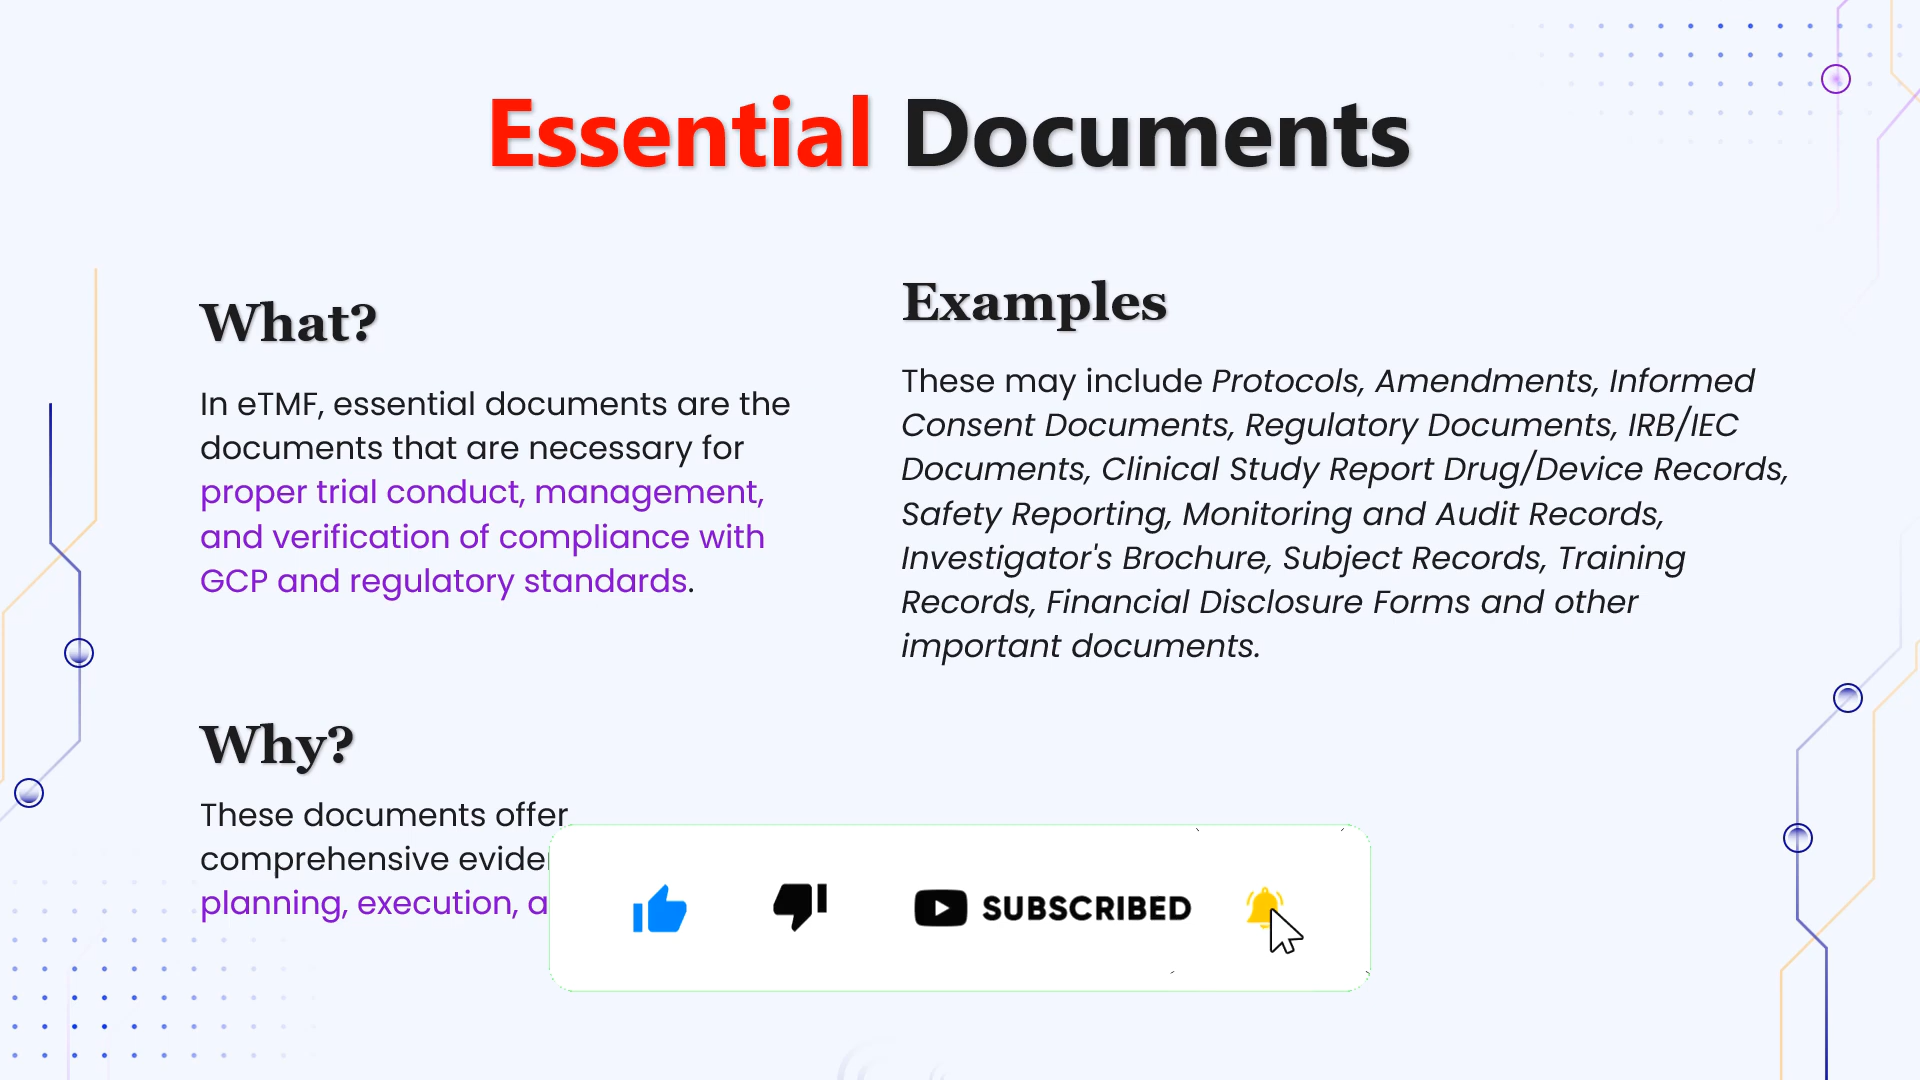 Essential Documents
What?
In eTMF, essential documents are the
documents that are necessary for
proper trial conduct, management,
and verification of compliance with
GCP and regulatory standards.
Why?
These documents offer
comprehensive
planning, execution,
Examples
These may include Protocols, Amendments, Informed
Consent Documents, Regulatory Documents, IRB/IEC
Documents, Clinical Study Report Drug/Device Records,
Safety Reporting, Monitoring and Audit Records,
Investigator's Brochure, Subject Records, Training
Records, Financial Disclosure Forms and other
important documents.
SUBSCRIBED